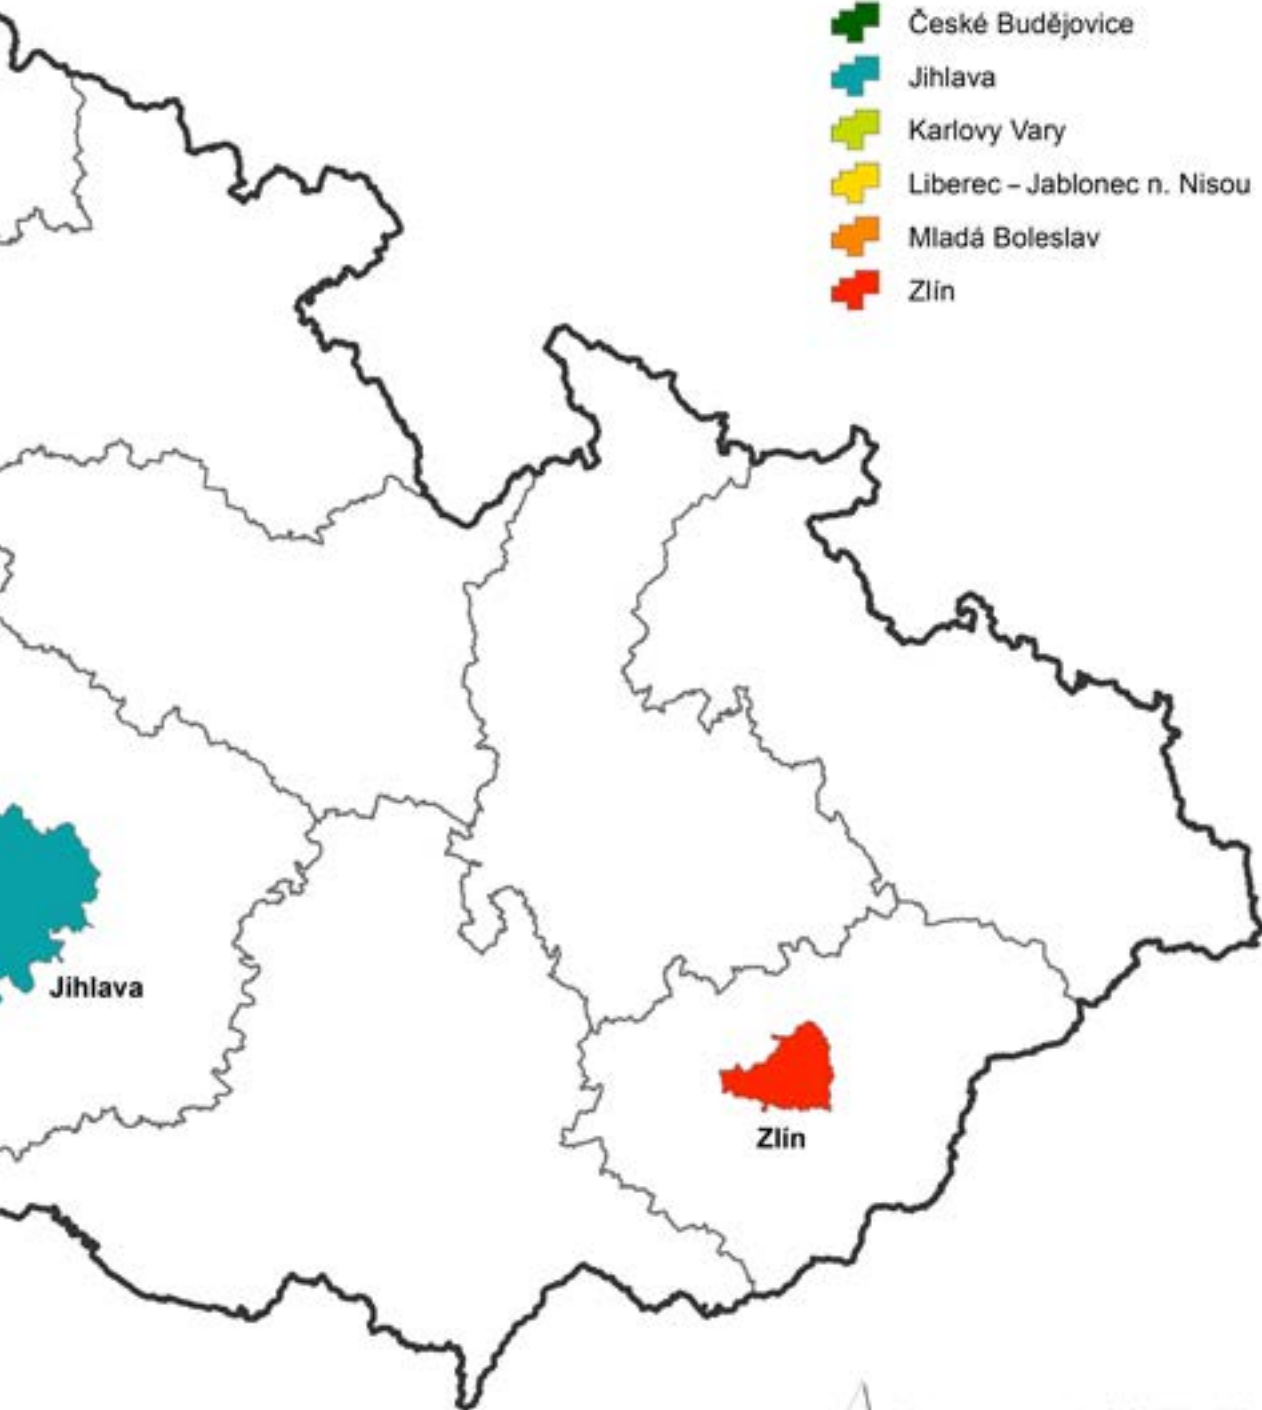 České Budějovice
Jihlava
Karlovy Vary
Liberec – Jablonec n. Nisou
Mladá Boleslav
Zlín
Jihlava
Zlín